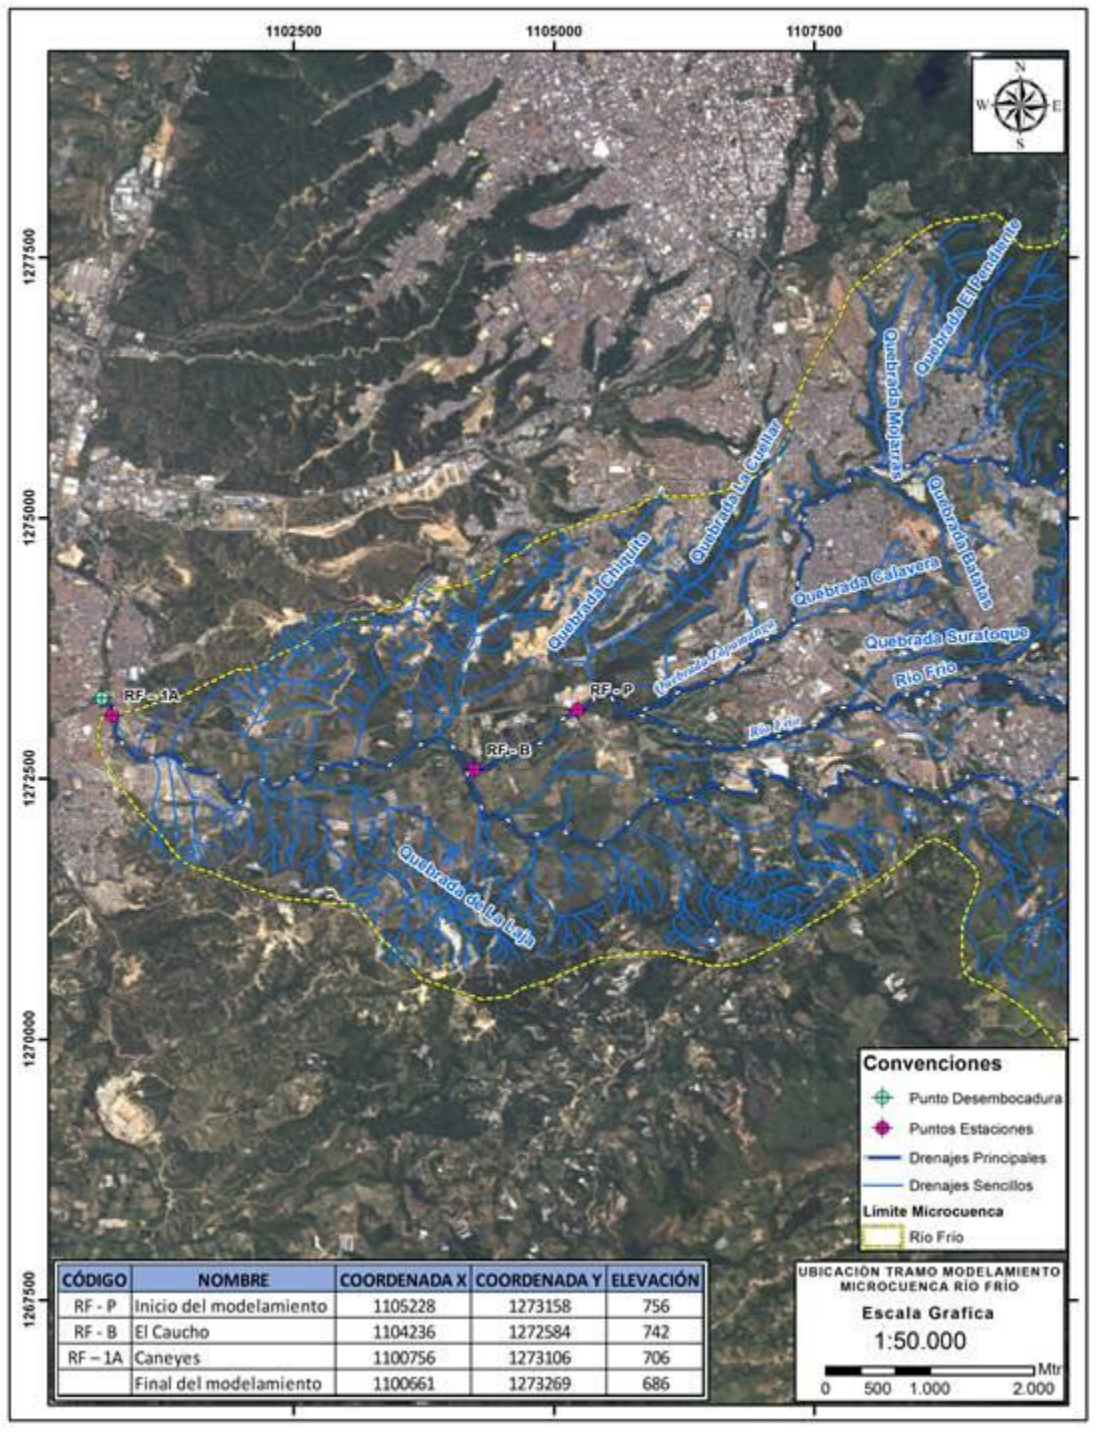 1102500 1105000 1107500
N
W E
S
1277500
1275000
1272500
1270000
1267500
Quebrada El Pendiente
Quebrada Mojarras
Quebrada La Cuellar
Quebrada Batatas
Quebrada Chiquita
Quebrada Calavera
Quebrada Suratoque
Quebrada Zapamanga
Río Frío
Río Frío
RF - 1A
RF - P
RF - B
Quebrada de La Laja
Convenciones
Punto Desembocadura
Puntos Estaciones
Drenajes Principales
Drenajes Sencillos
Límite Microcuenca
Río Frío
CÓDIGO NOMBRE COORDENADA X COORDENADA Y ELEVACIÓN
RF - P Inicio del modelamiento 1105228 1273158 756
RF - B El Caucho 1104236 1272584 742
RF – 1A Caneyes 1100756 1273106 706
Final del modelamiento 1100661 1273269 686
UBICACIÓN TRAMO MODELAMIENTO
MICROCUENCA RÍO FRÍO
Escala Grafica
1:50.000
Mtr
0 500 1.000 2.000